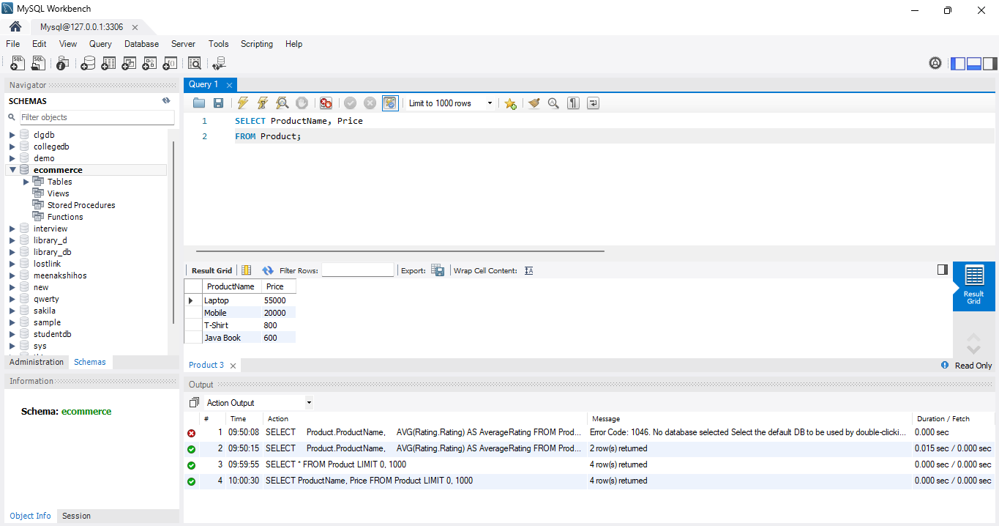 MySQL Workbench
Mysql@127.0.0.1:3306
File Edit View Query Database Server Tools Scripting Help
Navigator
SCHEMAS
Filter objects
clgdb
collegedb
demo
ecommerce
Tables
Views
Stored Procedures
Functions
interview
library_d
library_db
lostlink
meenakshihos
new
qwerty
sakila
sample
studentdb
sys
Administration Schemas
Information
Schema: ecommerce
Object Info Session
Query 1
Limit to 1000 rows
1 SELECT ProductName, Price
2 FROM Product;
Result Grid Filter Rows: Export: Wrap Cell Content:
ProductName Price
Laptop 55000
Mobile 20000
T-Shirt 800
Java Book 600
Result
Grid
Product 3
Read Only
Output
Action Output
# Time Action Message Duration / Fetch
1 09:50:08 SELECT Product.ProductName, AVG(Rating.Rating) AS AverageRating FROM Prod... Error Code: 1046. No database selected Select the default DB to be used by double-clicki... 0.000 sec
2 09:50:15 SELECT Product.ProductName, AVG(Rating.Rating) AS AverageRating FROM Prod... 2 row(s) returned 0.015 sec / 0.000 sec
3 09:59:55 SELECT * FROM Product LIMIT 0, 1000 4 row(s) returned 0.000 sec / 0.000 sec
4 10:00:30 SELECT ProductName, Price FROM Product LIMIT 0, 1000 4 row(s) returned 0.000 sec / 0.000 sec